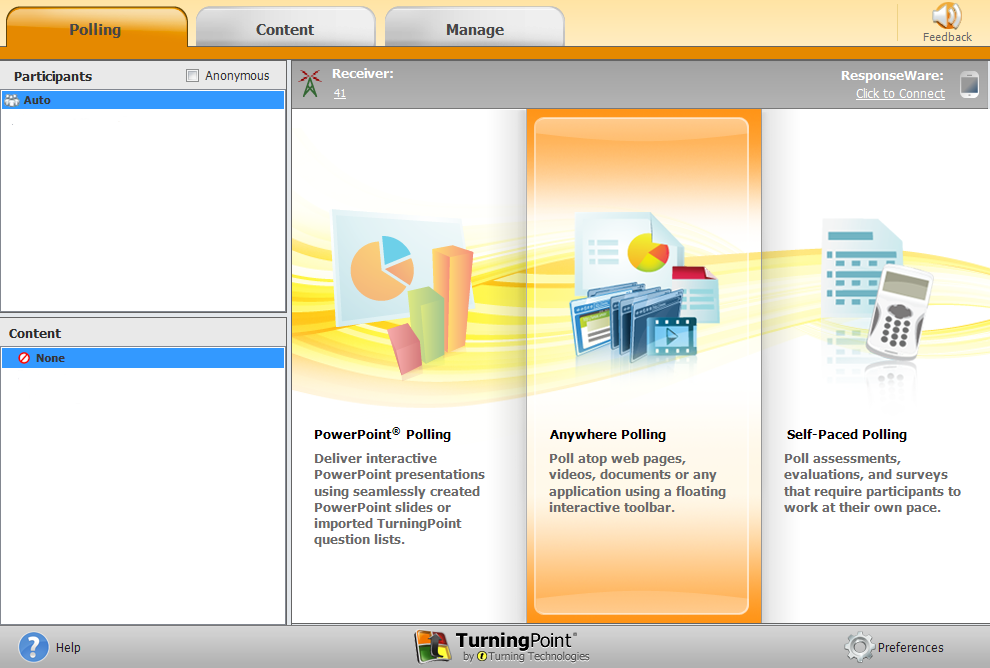 Polling
Content
Manage
Feedback
Participants
Anonymous
Auto
Receiver:
41
ResponseWare:
Click to Connect
Content
None
PowerPoint® Polling
Deliver interactive
PowerPoint presentations
using seamlessly created
PowerPoint slides or
imported TurningPoint
question lists.
Anywhere Polling
Poll atop web pages,
videos, documents or any
application using a floating
interactive toolbar.
Self-Paced Polling
Poll assessments,
evaluations, and surveys
that require participants to
work at their own pace.
? Help
TurningPoint®
by Turning Technologies
Preferences